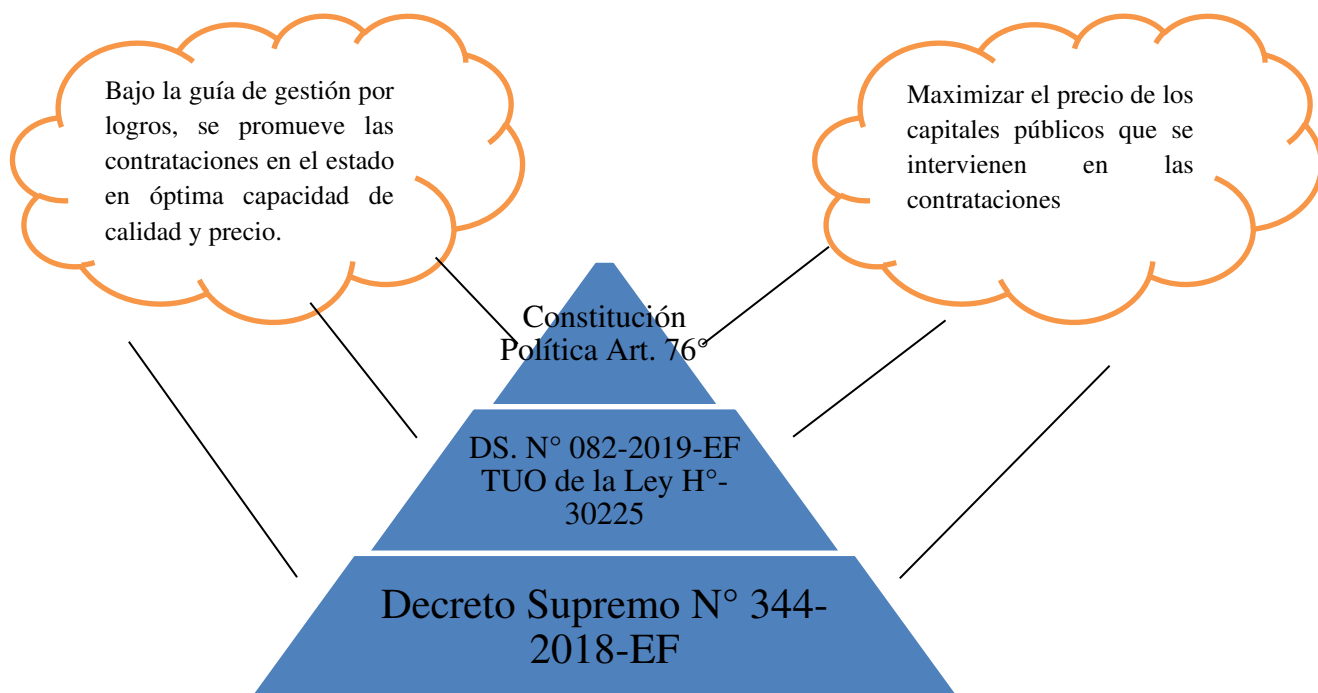 Bajo la guía de gestión por
logros, se promueve las
contrataciones en el estado
en óptima capacidad de
calidad y precio.
Maximizar el precio de los
capitales públicos que se
intervienen en las
contrataciones
Constitución
Política Art. 76°
DS. N° 082-2019-EF
TUO de la Ley H°-
30225
Decreto Supremo N° 344-
2018-EF